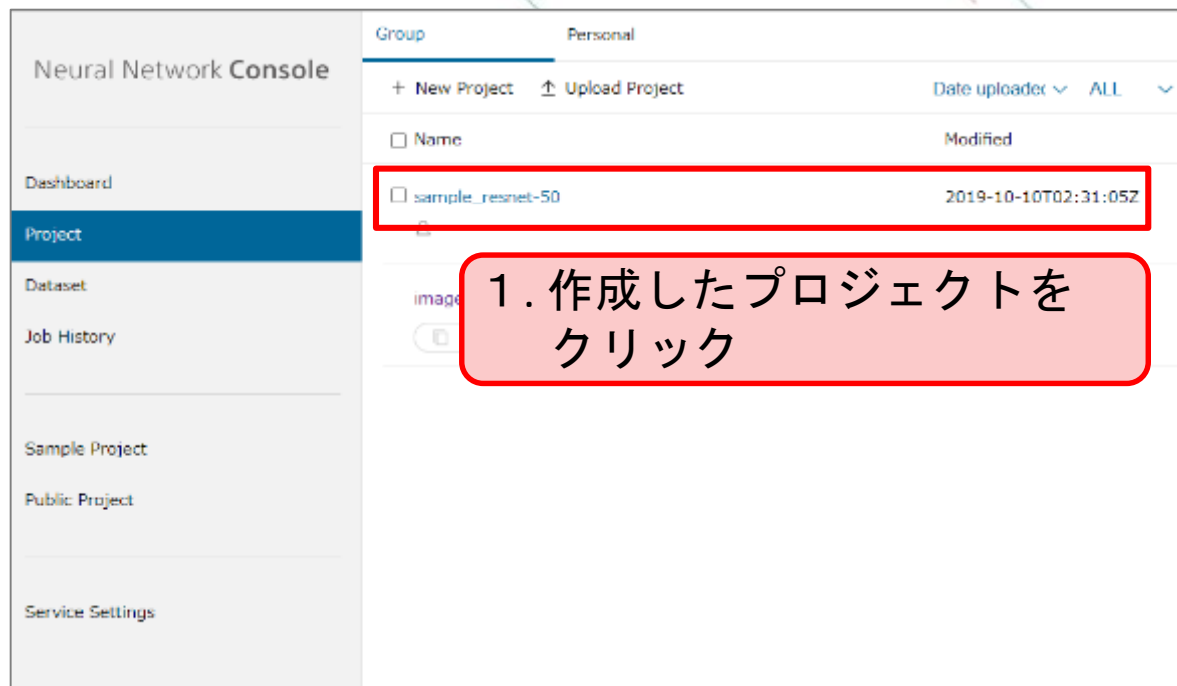 Neural Network Console
Group
Personal
+ New Project
Upload Project
Date uploaded
ALL
Name
Modified
Dashboard
sample_resnet-50
2019-10-10T02:31:05Z
Project
Dataset
image
１.作成したプロジェクトを
クリック
Job History
Sample Project
Public Project
Service Settings